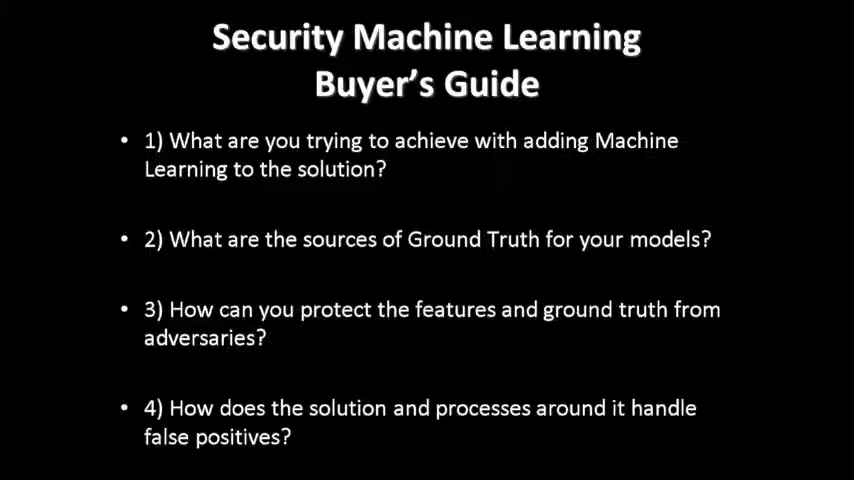 Security Machine Learning
Buyer's Guide
• 1) What are you trying to achieve with adding Machine
Learning to the solution?
• 2) What are the sources of Ground Truth for your models?
• 3) How can you protect the features and ground truth from
adversaries?
• 4) How does the solution and processes around it handle
false positives?